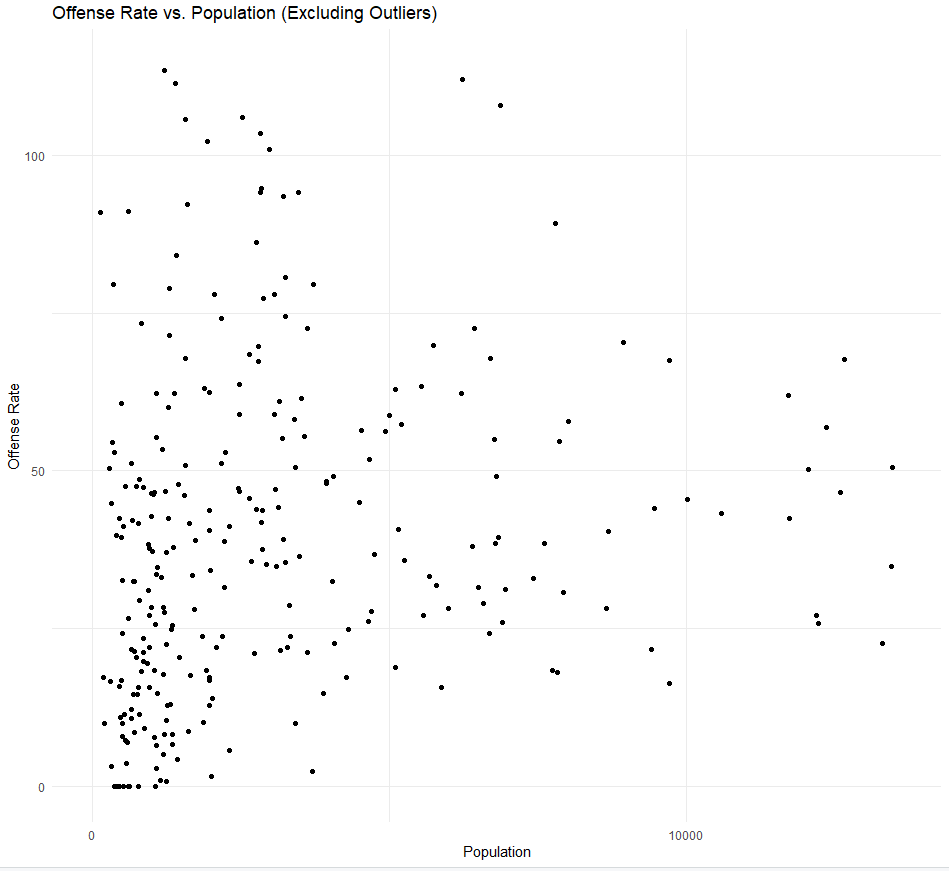 Offense Rate vs. Population (Excluding Outliers)
100
50
0
Offense Rate
0 10000
Population